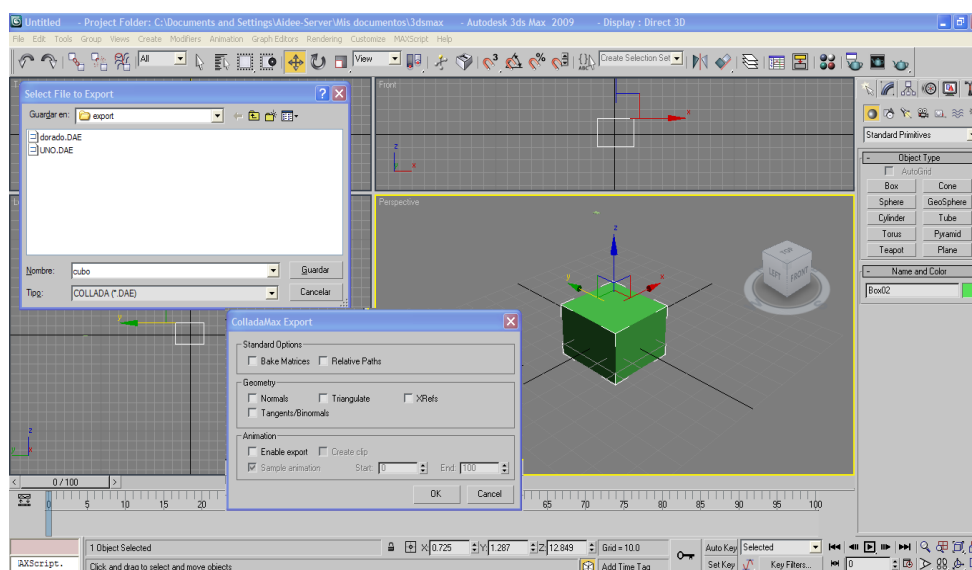 Untitled - Project Folder: C:\Documents and Settings\Aidee-Server\Mis documentos\3dsmax - Autodesk 3ds Max 2009 - Display : Direct 3D
File Edit Tools Group Views Create Modifiers Animation Graph Editors Rendering Customize MAXScript Help
All
View
Create Selection Set
ABC
Select File to Export
Guardar en: export
dorado.DAE
UNO.DAE
Nombre: cubo Guardar
Tipo: COLLADA (*.DAE) Cancelar
Front
z
x
Perspective
z
y
x
TOP
LEFT
FRONT
y
z
ColladaMax Export
Standard Options
Bake Matrices Relative Paths
Geometry
Normals Triangulate XRefs
Tangents/Binormals
Animation
Enable export Create clip
Sample animation Start: 0 End: 100
OK Cancel
Standard Primitives
- Object Type
AutoGrid
Box Cone
Sphere GeoSphere
Cylinder Tube
Torus Pyramid
Teapot Plane
- Name and Color
Box02
< 0 / 100 >
0 5 10 15 20 65 70 75 80 85 90 95 100
1 Object Selected X: 0.725 Y: 1.287 Z: 12.849 Grid = 10.0 Auto Key Selected
AXScript. Click and drag to select and move objects Add Time Tag Set Key Key Filters... 0